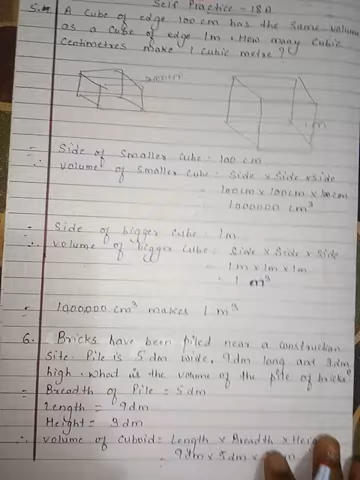 Self Practice - 18A
5. A Cube of edge 100 cm has the same volume
as a Cube of edge 1m. How many Cubic
Centimetres make 1 cubic metre?
100cm
1m
= Side of Smaller Cube = 100 cm
∴ volume of Smaller Cube = Side × Side × Side
= 100cm × 100cm × 100cm
= 1000000 cm³
= Side of bigger Cube = 1m
∴ volume of bigger Cube = Side × Side × Side
= 1m × 1m × 1m
= 1 m³
= 1000000 cm³ makes 1 m³
6. Bricks have been piled near a construction
Site. Pile is 5 dm wide, 9dm long and 3dm
high. What is the volume of the pile of bricks
= Breadth of Pile = 5dm
Length = 9dm
Height = 3dm
∴ Volume of Cuboid = Length × Breadth ×
= 9dm × 5dm ×